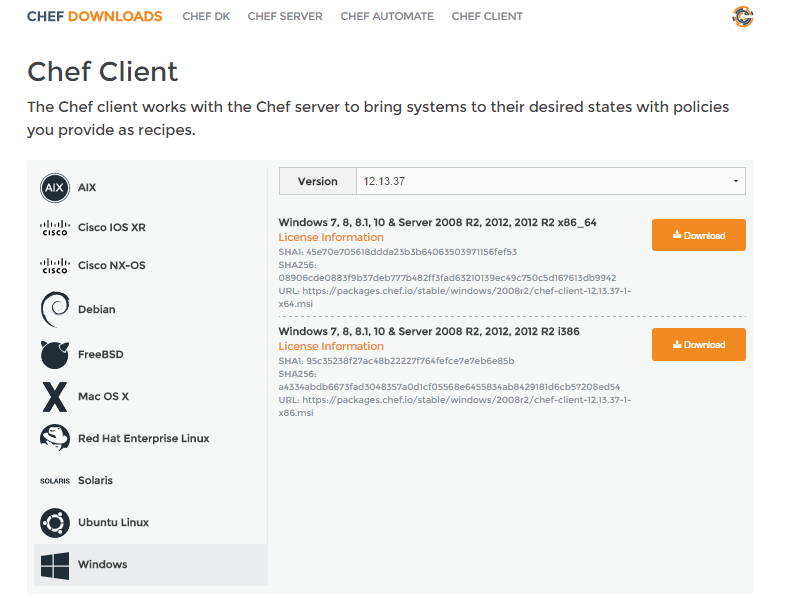 CHEF DOWNLOADS CHEF DK CHEF SERVER CHEF AUTOMATE CHEF CLIENT
Chef Client
The Chef client works with the Chef server to bring systems to their desired states with policies
you provide as recipes.
AIX AIX
CISCO Cisco IOS XR
CISCO Cisco NX-OS
Debian
FreeBSD
Mac OS X
Red Hat Enterprise Linux
SOLARIS Solaris
Ubuntu Linux
Windows
Version 12.13.37
Windows 7, 8, 8.1, 10 & Server 2008 R2, 2012, 2012 R2 x86_64
License Information
Download
SHA1: 45e70e705618ddda23b3b64063503971156fef53
SHA256:
08906cde0883f9b37deb777b482ff3fad63210139ec49c750c5d167613db9942
URL: https://packages.chef.io/stable/windows/2008r2/chef-client-12.13.37-1-
x64.msi
Windows 7, 8, 8.1, 10 & Server 2008 R2, 2012, 2012 R2 i386
License Information
Download
SHA1: 95c35238f27ac48b22227f764fefce7e7eb6e85b
SHA256:
a4334abdb6673fad3048357a0d1cf05568e6455834ab8429181d6cb57208ed54
URL: https://packages.chef.io/stable/windows/2008r2/chef-client-12.13.37-1-
x86.msi